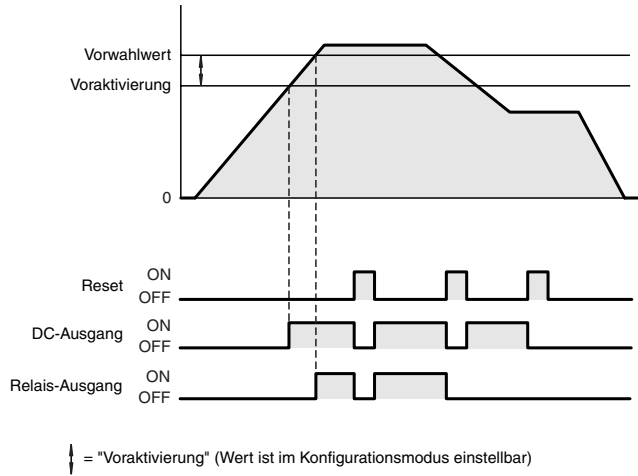 Vorwahlwert
Voraktivierung
0
Reset
ON
OFF
DC-Ausgang
ON
OFF
Relais-Ausgang
ON
OFF
= "Voraktivierung" (Wert ist im Konfigurationsmodus einstellbar)